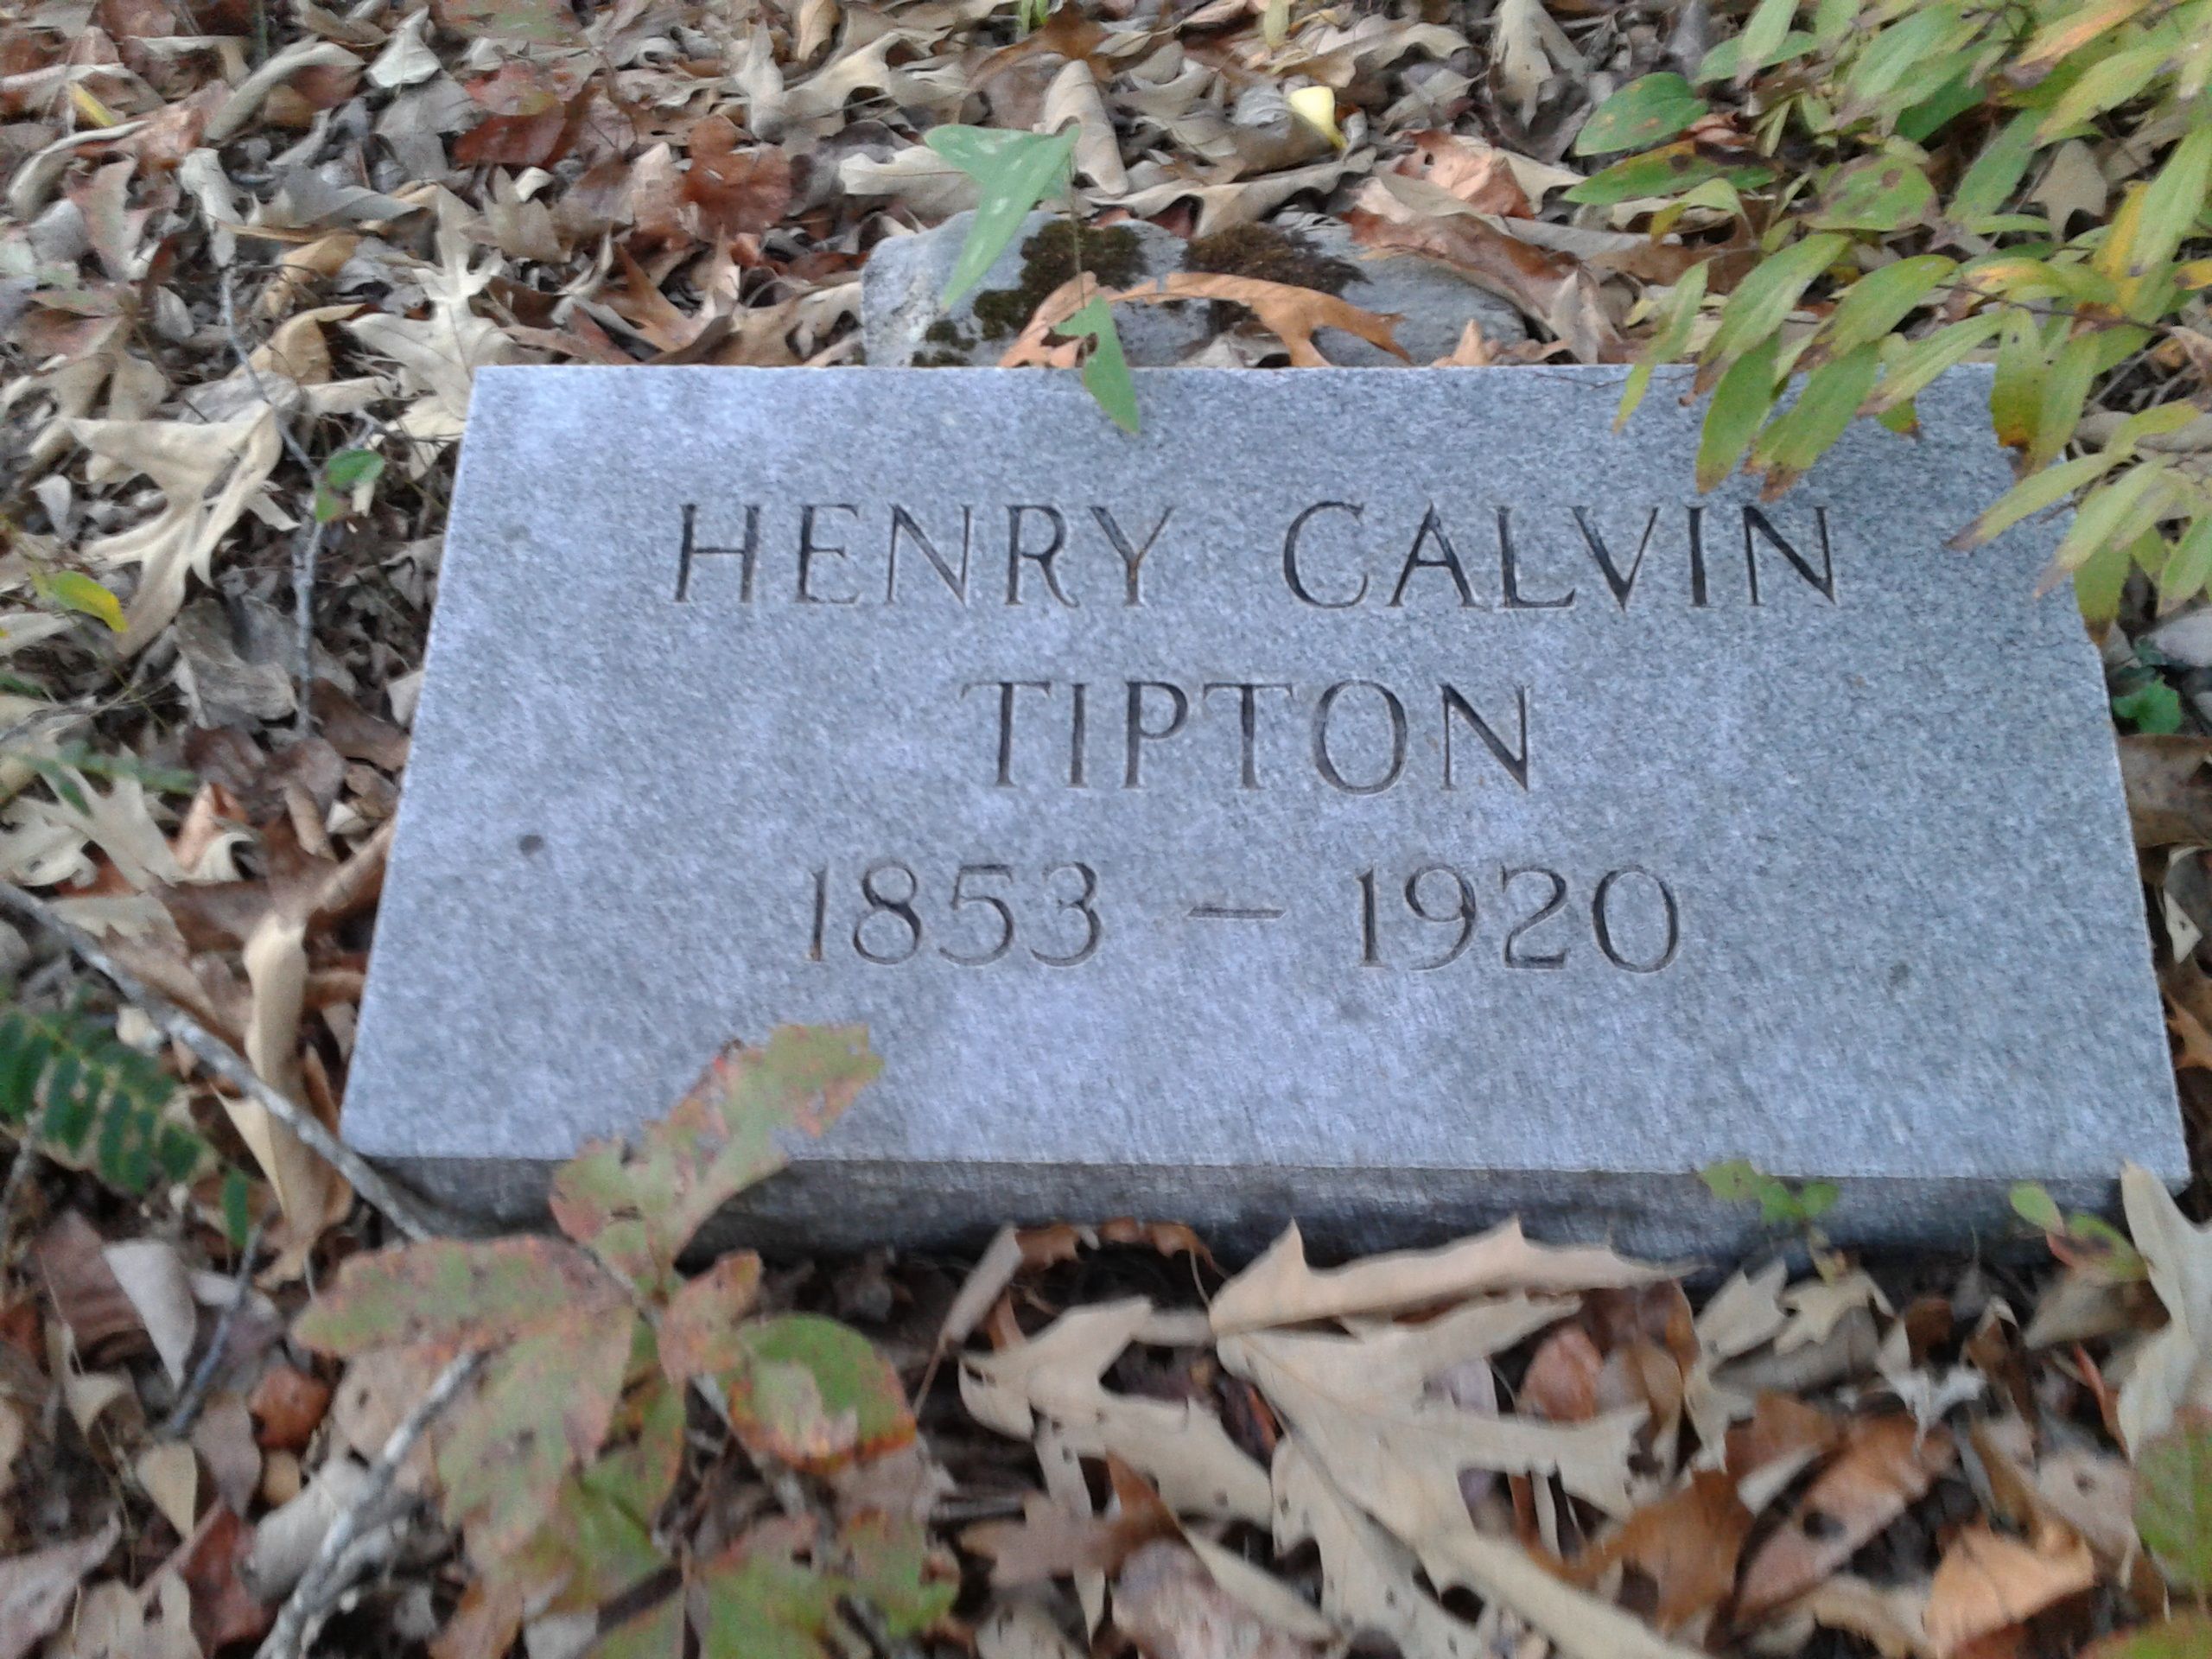 HENRY CALVIN
TIPTON
1853 — 1920